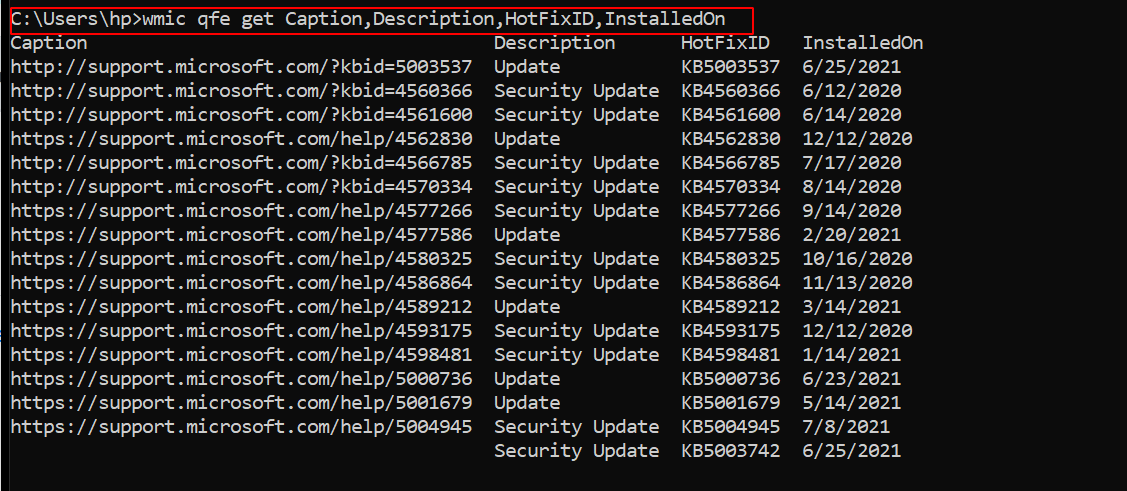 C:\Users\hp>wmic qfe get Caption,Description,HotFixID,InstalledOn
Caption Description HotFixID InstalledOn
http://support.microsoft.com/?kbid=5003537 Update KB5003537 6/25/2021
http://support.microsoft.com/?kbid=4560366 Security Update KB4560366 6/12/2020
http://support.microsoft.com/?kbid=4561600 Security Update KB4561600 6/14/2020
https://support.microsoft.com/help/4562830 Update KB4562830 12/12/2020
http://support.microsoft.com/?kbid=4566785 Security Update KB4566785 7/17/2020
http://support.microsoft.com/?kbid=4570334 Security Update KB4570334 8/14/2020
https://support.microsoft.com/help/4577266 Security Update KB4577266 9/14/2020
https://support.microsoft.com/help/4577586 Update KB4577586 2/20/2021
https://support.microsoft.com/help/4580325 Security Update KB4580325 10/16/2020
https://support.microsoft.com/help/4586864 Security Update KB4586864 11/13/2020
https://support.microsoft.com/help/4589212 Update KB4589212 3/14/2021
https://support.microsoft.com/help/4593175 Security Update KB4593175 12/12/2020
https://support.microsoft.com/help/4598481 Security Update KB4598481 1/14/2021
https://support.microsoft.com/help/5000736 Update KB5000736 6/23/2021
https://support.microsoft.com/help/5001679 Update KB5001679 5/14/2021
https://support.microsoft.com/help/5004945 Security Update KB5004945 7/8/2021
Security Update KB5003742 6/25/2021